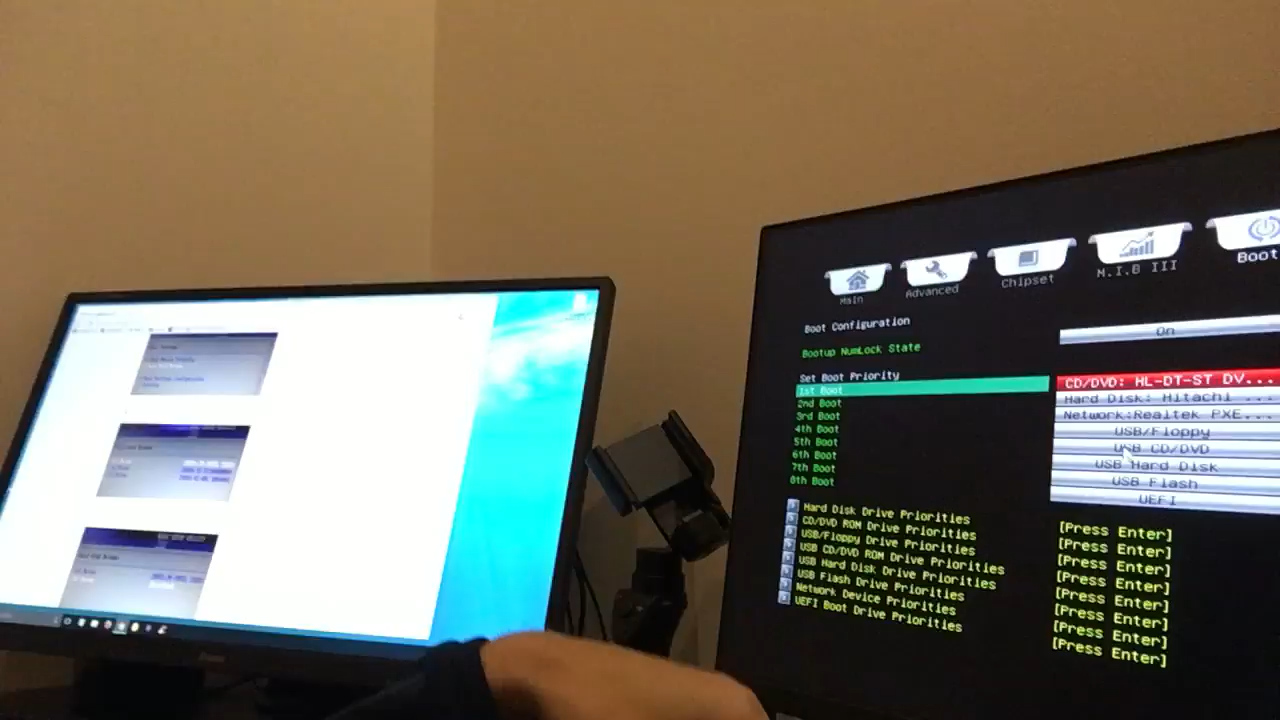 Main
Advanced
Chipset
M.I.B III
Boot
Boot Configuration
Bootup NumLock State
On
Set Boot Priority
1st Boot
2nd Boot
3rd Boot
4th Boot
5th Boot
6th Boot
7th Boot
8th Boot
CD/DVD: HL-DT-ST DV...
Hard Disk: Hitachi ...
Network:Realtek PXE...
USB/Floppy
USB CD/DVD
USB Hard Disk
USB Flash
UEFI
Hard Disk Drive Priorities [Press Enter]
CD/DVD ROM Drive Priorities [Press Enter]
USB/Floppy Drive Priorities [Press Enter]
USB CD/DVD ROM Drive Priorities [Press Enter]
USB Hard Disk Drive Priorities [Press Enter]
USB Flash Drive Priorities [Press Enter]
Network Device Priorities [Press Enter]
UEFI Boot Drive Priorities [Press Enter]